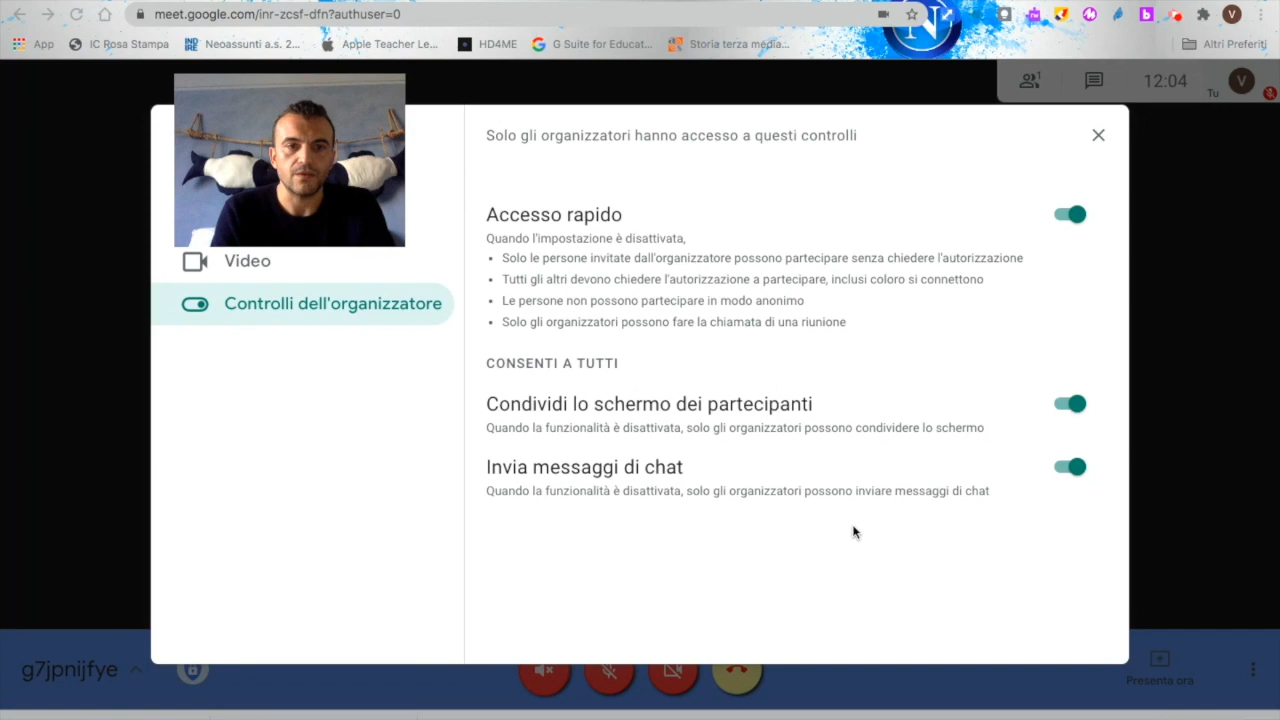 meet.google.com/inr-zcsf-dfn?authuser=0
App
IC Rosa Stampa
Neoassunti a.s. 2...
Apple Teacher Le...
HD4ME
G Suite for Educat...
Storia terza media...
Altri Preferiti
1
12:04
Tu
V
Solo gli organizzatori hanno accesso a questi controlli
Accesso rapido
Quando l'impostazione è disattivata,
• Solo le persone invitate dall'organizzatore possono partecipare senza chiedere l'autorizzazione
• Tutti gli altri devono chiedere l'autorizzazione a partecipare, inclusi coloro si connettono
• Le persone non possono partecipare in modo anonimo
• Solo gli organizzatori possono fare la chiamata di una riunione
Video
Controlli dell'organizzatore
CONSENTI A TUTTI
Condividi lo schermo dei partecipanti
Quando la funzionalità è disattivata, solo gli organizzatori possono condividere lo schermo
Invia messaggi di chat
Quando la funzionalità è disattivata, solo gli organizzatori possono inviare messaggi di chat
g7jpnijfye
Presenta ora